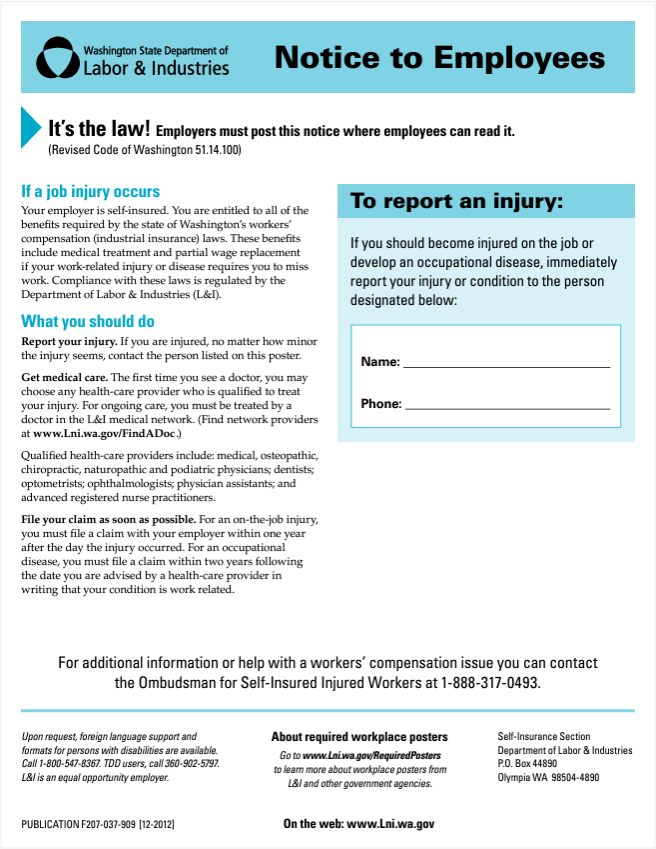 Washington State Department of
Labor & Industries
Notice to Employees
It's the law! Employers must post this notice where employees can read it.
(Revised Code of Washington 51.14.100)
If a job injury occurs
Your employer is self-insured. You are entitled to all of the
benefits required by the state of Washington's workers'
compensation (industrial insurance) laws. These benefits
include medical treatment and partial wage replacement
if your work-related injury or disease requires you to miss
work. Compliance with these laws is regulated by the
Department of Labor & Industries (L&I).
What you should do
Report your injury. If you are injured, no matter how minor
the injury seems, contact the person listed on this poster.
Get medical care. The first time you see a doctor, you may
choose any health-care provider who is qualified to treat
your injury. For ongoing care, you must be treated by a
doctor in the L&I medical network. (Find network providers
at www.Lni.wa.gov/FindADoc.)
Qualified health-care providers include: medical, osteopathic,
chiropractic, naturopathic and podiatric physicians; dentists;
optometrists; ophthalmologists; physician assistants; and
advanced registered nurse practitioners.
File your claim as soon as possible. For an on-the-job injury,
you must file a claim with your employer within one year
after the day the injury occurred. For an occupational
disease, you must file a claim within two years following
the date you are advised by a health-care provider in
writing that your condition is work related.
To report an injury:
If you should become injured on the job or
develop an occupational disease, immediately
report your injury or condition to the person
designated below:
Name:
Phone:
For additional information or help with a workers' compensation issue you can contact
the Ombudsman for Self-Insured Injured Workers at 1-888-317-0493.
Upon request, foreign language support and
formats for persons with disabilities are available.
Call 1-800-547-8367. TDD users, call 360-902-5797.
L&I is an equal opportunity employer.
About required workplace posters
Go to www.Lni.wa.gov/RequiredPosters
to learn more about workplace posters from
L&I and other government agencies.
Self-Insurance Section
Department of Labor & Industries
P.O. Box 44890
Olympia WA 98504-4890
PUBLICATION F207-037-909 [12-2012]
On the web: www.Lni.wa.gov